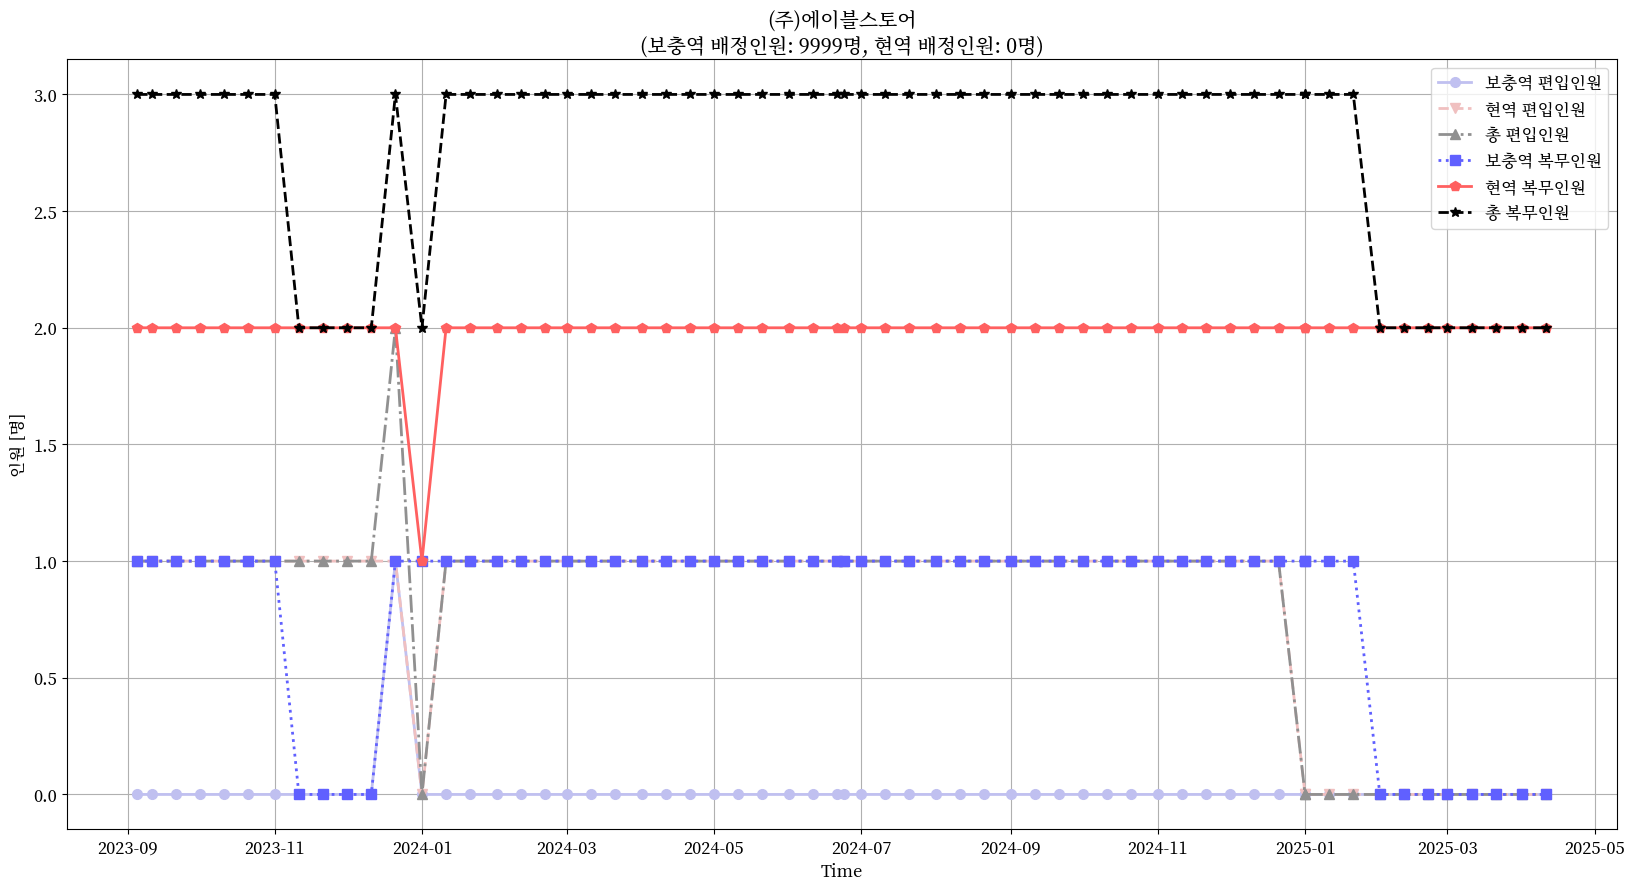 (주)에이블스토어
(보충역 배정인원: 9999명, 현역 배정인원: 0명)
보충역 편입인원
현역 편입인원
총 편입인원
보충역 복무인원
현역 복무인원
총 복무인원
3.0
2.5
2.0
1.5
1.0
0.5
0.0
인원 [명]
2023-09 2023-11 2024-01 2024-03 2024-05 2024-07 2024-09 2024-11 2025-01 2025-03 2025-05
Time